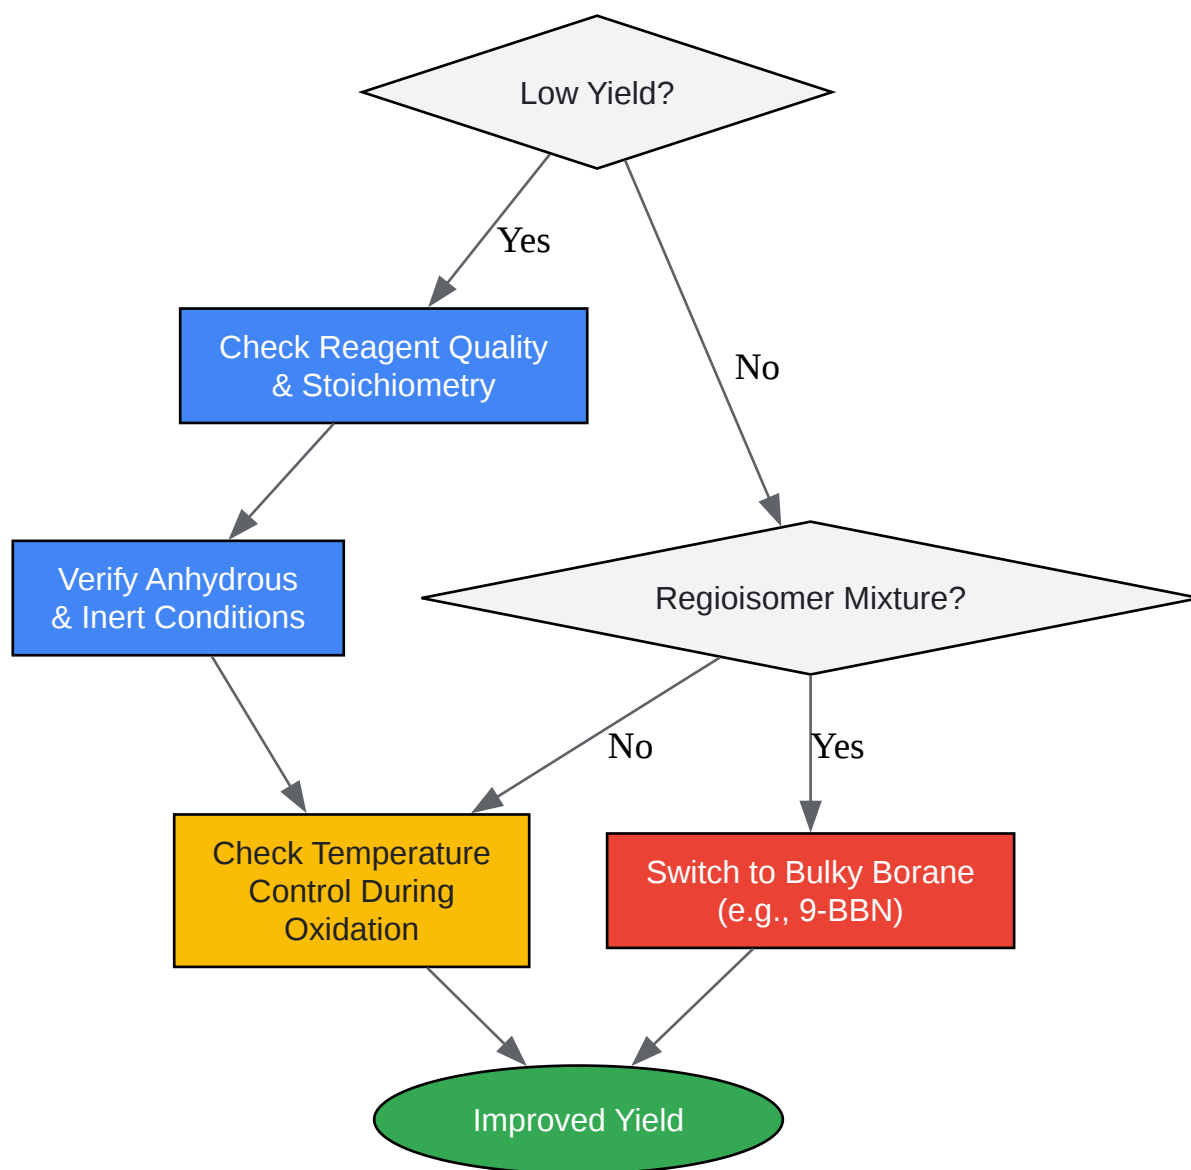 Low Yield?
Yes
Check Reagent Quality
& Stoichiometry
No
Verify Anhydrous
& Inert Conditions
Regioisomer Mixture?
No
Yes
Check Temperature
Control During
Oxidation
Switch to Bulky Borane
(e.g., 9-BBN)
Improved Yield